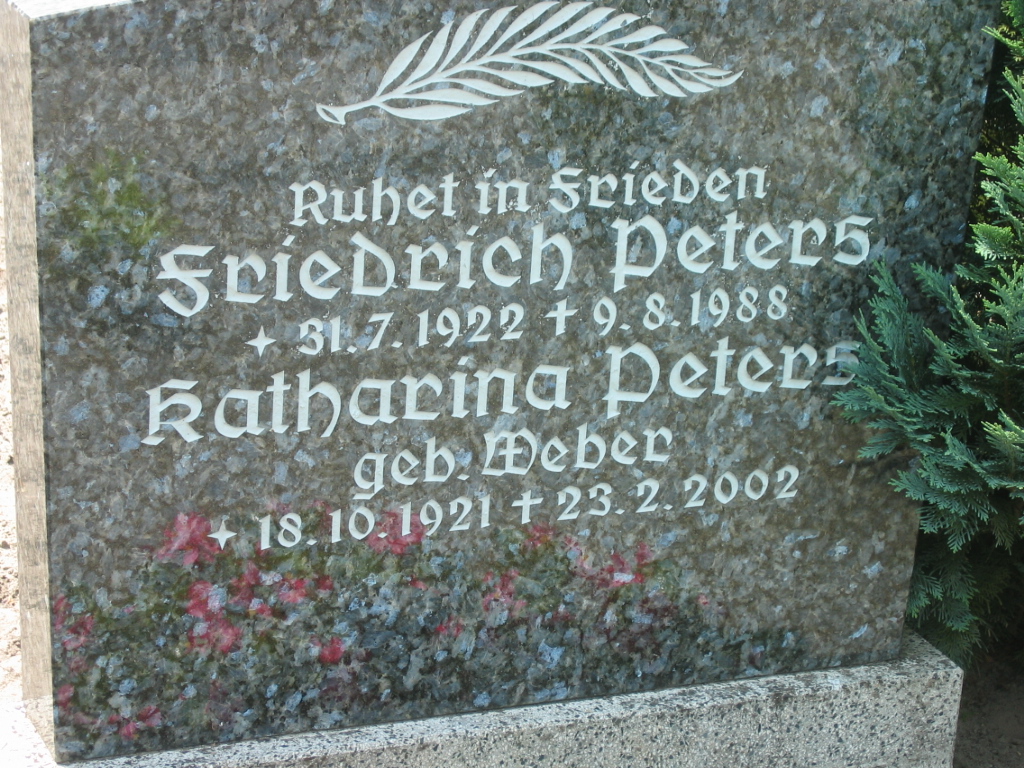 Ruhet in Frieden
Friedrich Peters
✦ 31.7.1922 † 9.8.1988
Katharina Peters
geb. Weber
✦ 18.10.1921 † 23.2.2002